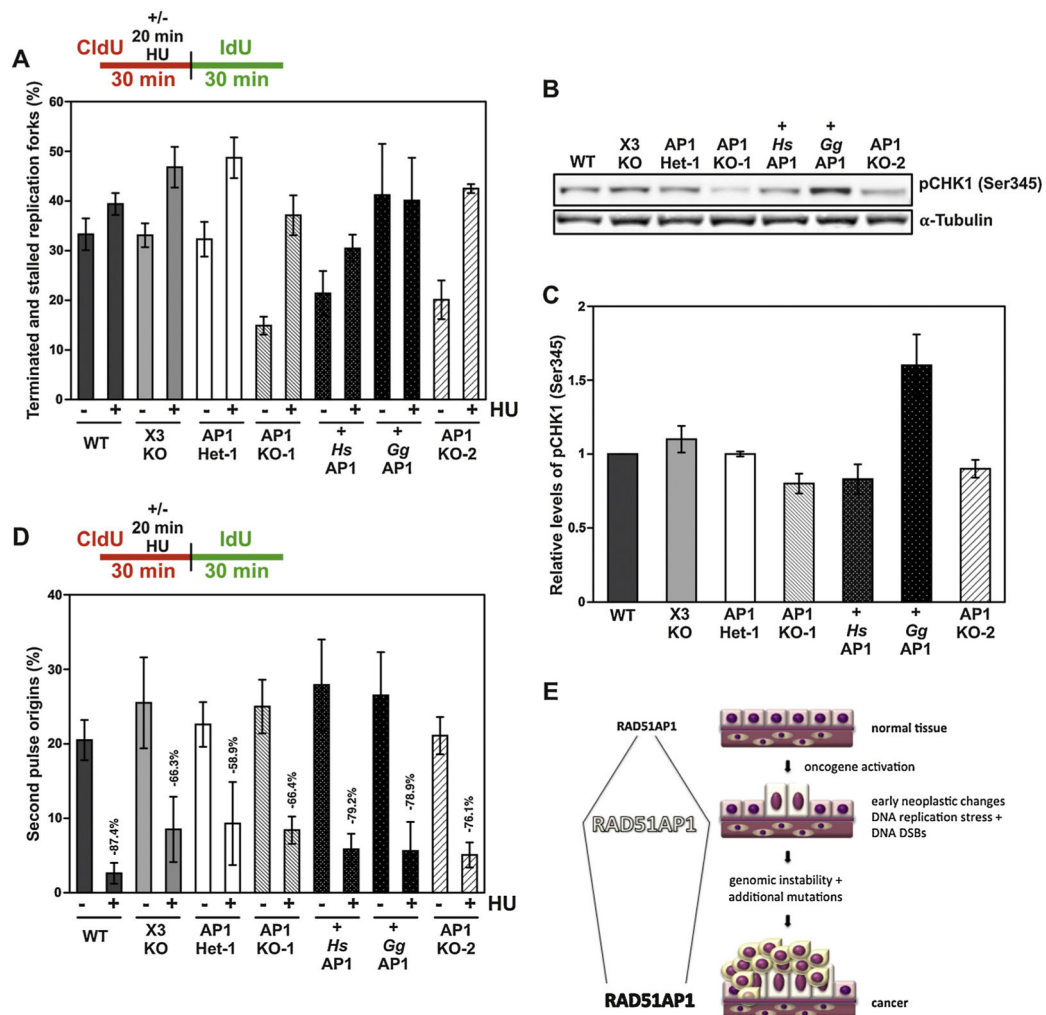 A
+/-
20 min
HU
CldU
IdU
30 min
30 min
Terminated and stalled replication forks (%)
60
50
40
30
20
10
0
- + - + - + - + - + - + - + HU
WT
X3
KO
AP1
Het-1
AP1
KO-1
+
Hs
AP1
+
Gg
AP1
AP1
KO-2
B
WT
X3
KO
AP1
Het-1
AP1
KO-1
+
Hs
AP1
+
Gg
AP1
AP1
KO-2
pCHK1 (Ser345)
α-Tubulin
C
Relative levels of pCHK1 (Ser345)
2
1.5
1
0.5
0
WT
X3
KO
AP1
Het-1
AP1
KO-1
+
Hs
AP1
+
Gg
AP1
AP1
KO-2
D
+/-
20 min
HU
CldU
IdU
30 min
30 min
Second pulse origins (%)
40
30
20
10
0
-87.4%
-66.3%
-58.9%
-66.4%
-79.2%
-78.9%
-76.1%
- + - + - + - + - + - + - + HU
WT
X3
KO
AP1
Het-1
AP1
KO-1
+
Hs
AP1
+
Gg
AP1
AP1
KO-2
E
RAD51AP1
normal tissue
oncogene activation
RAD51AP1
early neoplastic changes
DNA replication stress +
DNA DSBs
genomic instability +
additional mutations
RAD51AP1
cancer